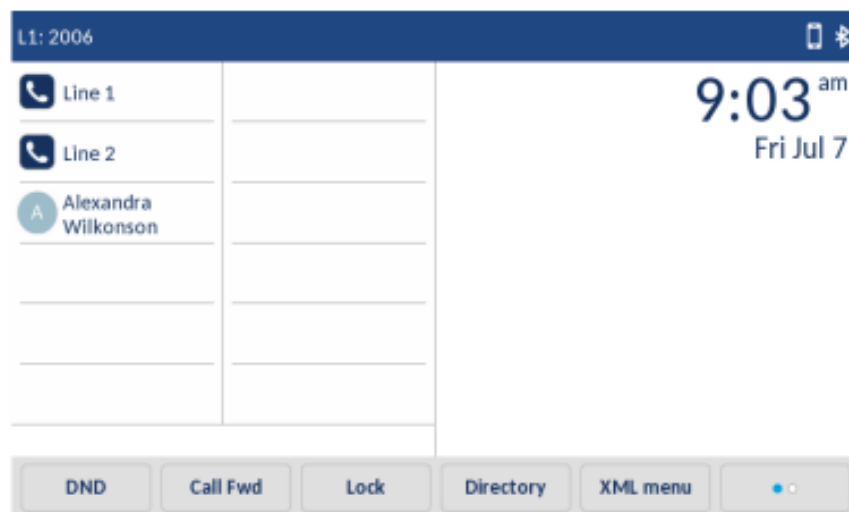 L1: 2006
Line 1
Line 2
A
Alexandra
Wilkonson
9:03 am
Fri Jul 7
DND
Call Fwd
Lock
Directory
XML menu